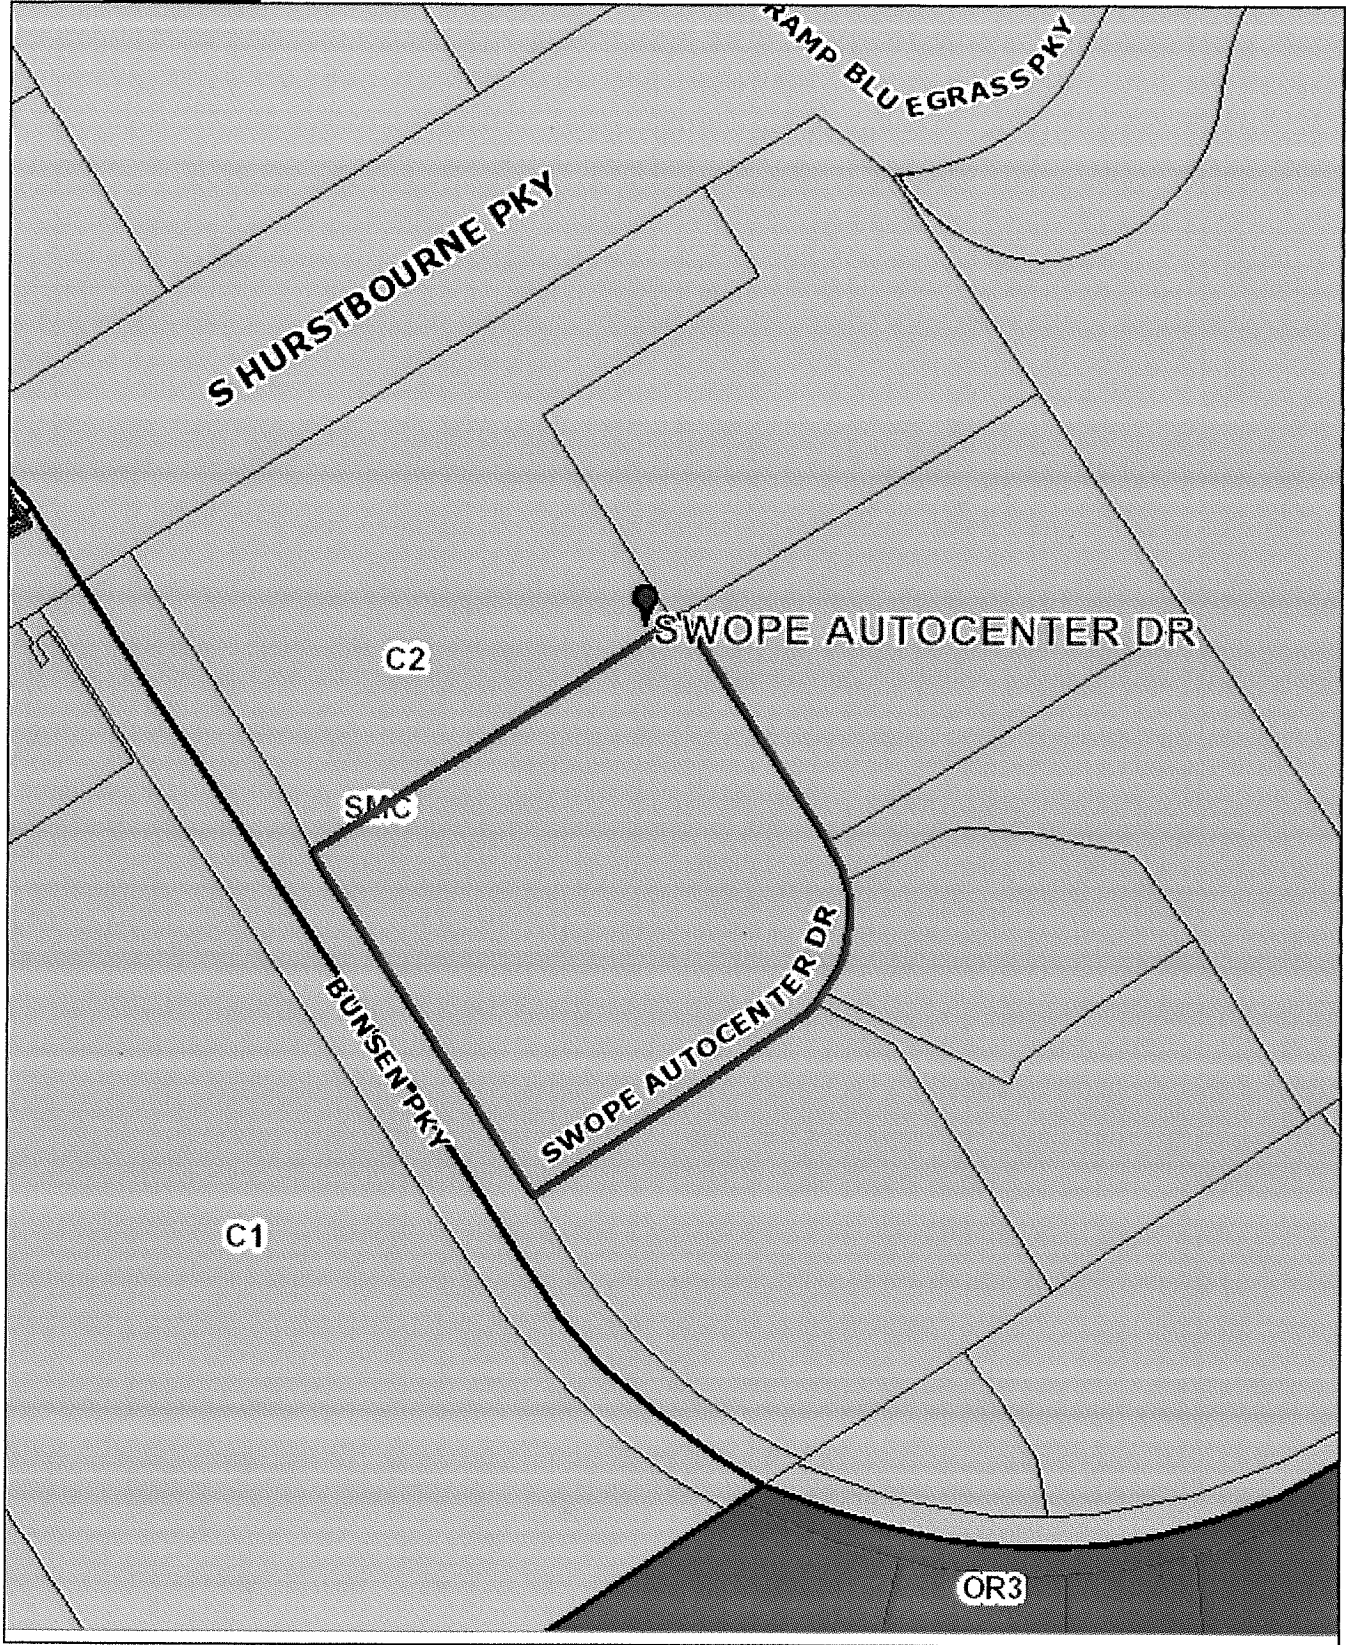 RAMP BLUEGRASS PKY
S HURSTBOURNE PKY
SWOPE AUTOCENTER DR
C2
SMC
SWOPE AUTOCENTER DR
BUNSEN PKY
C1
OR3